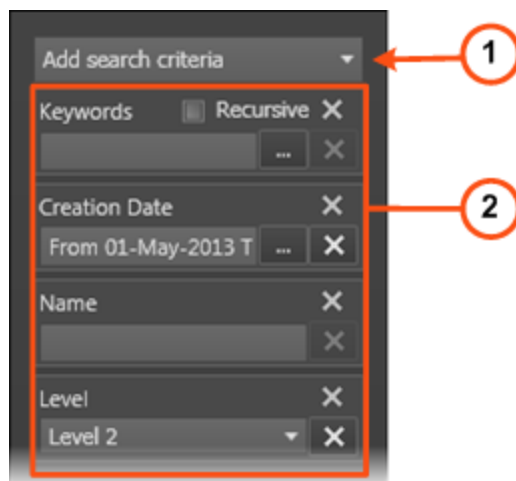 Add search criteria
1
Keywords Recursive
...
Creation Date
2
From 01-May-2013 T ...
Name
Level
Level 2